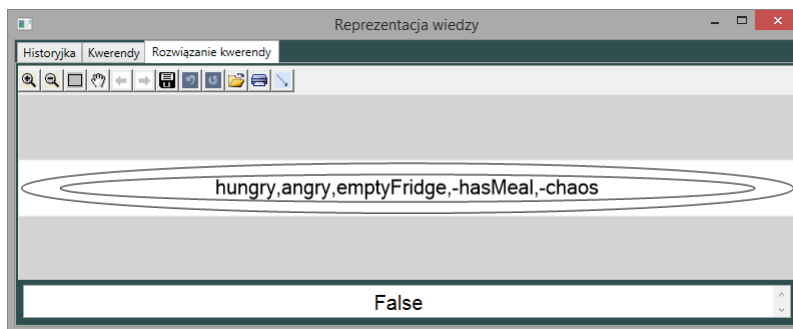 Reprezentacja wiedzy
Historyjka Kwerendy Rozwiązanie kwerendy
hungry,angry,emptyFridge,-hasMeal,-chaos
False